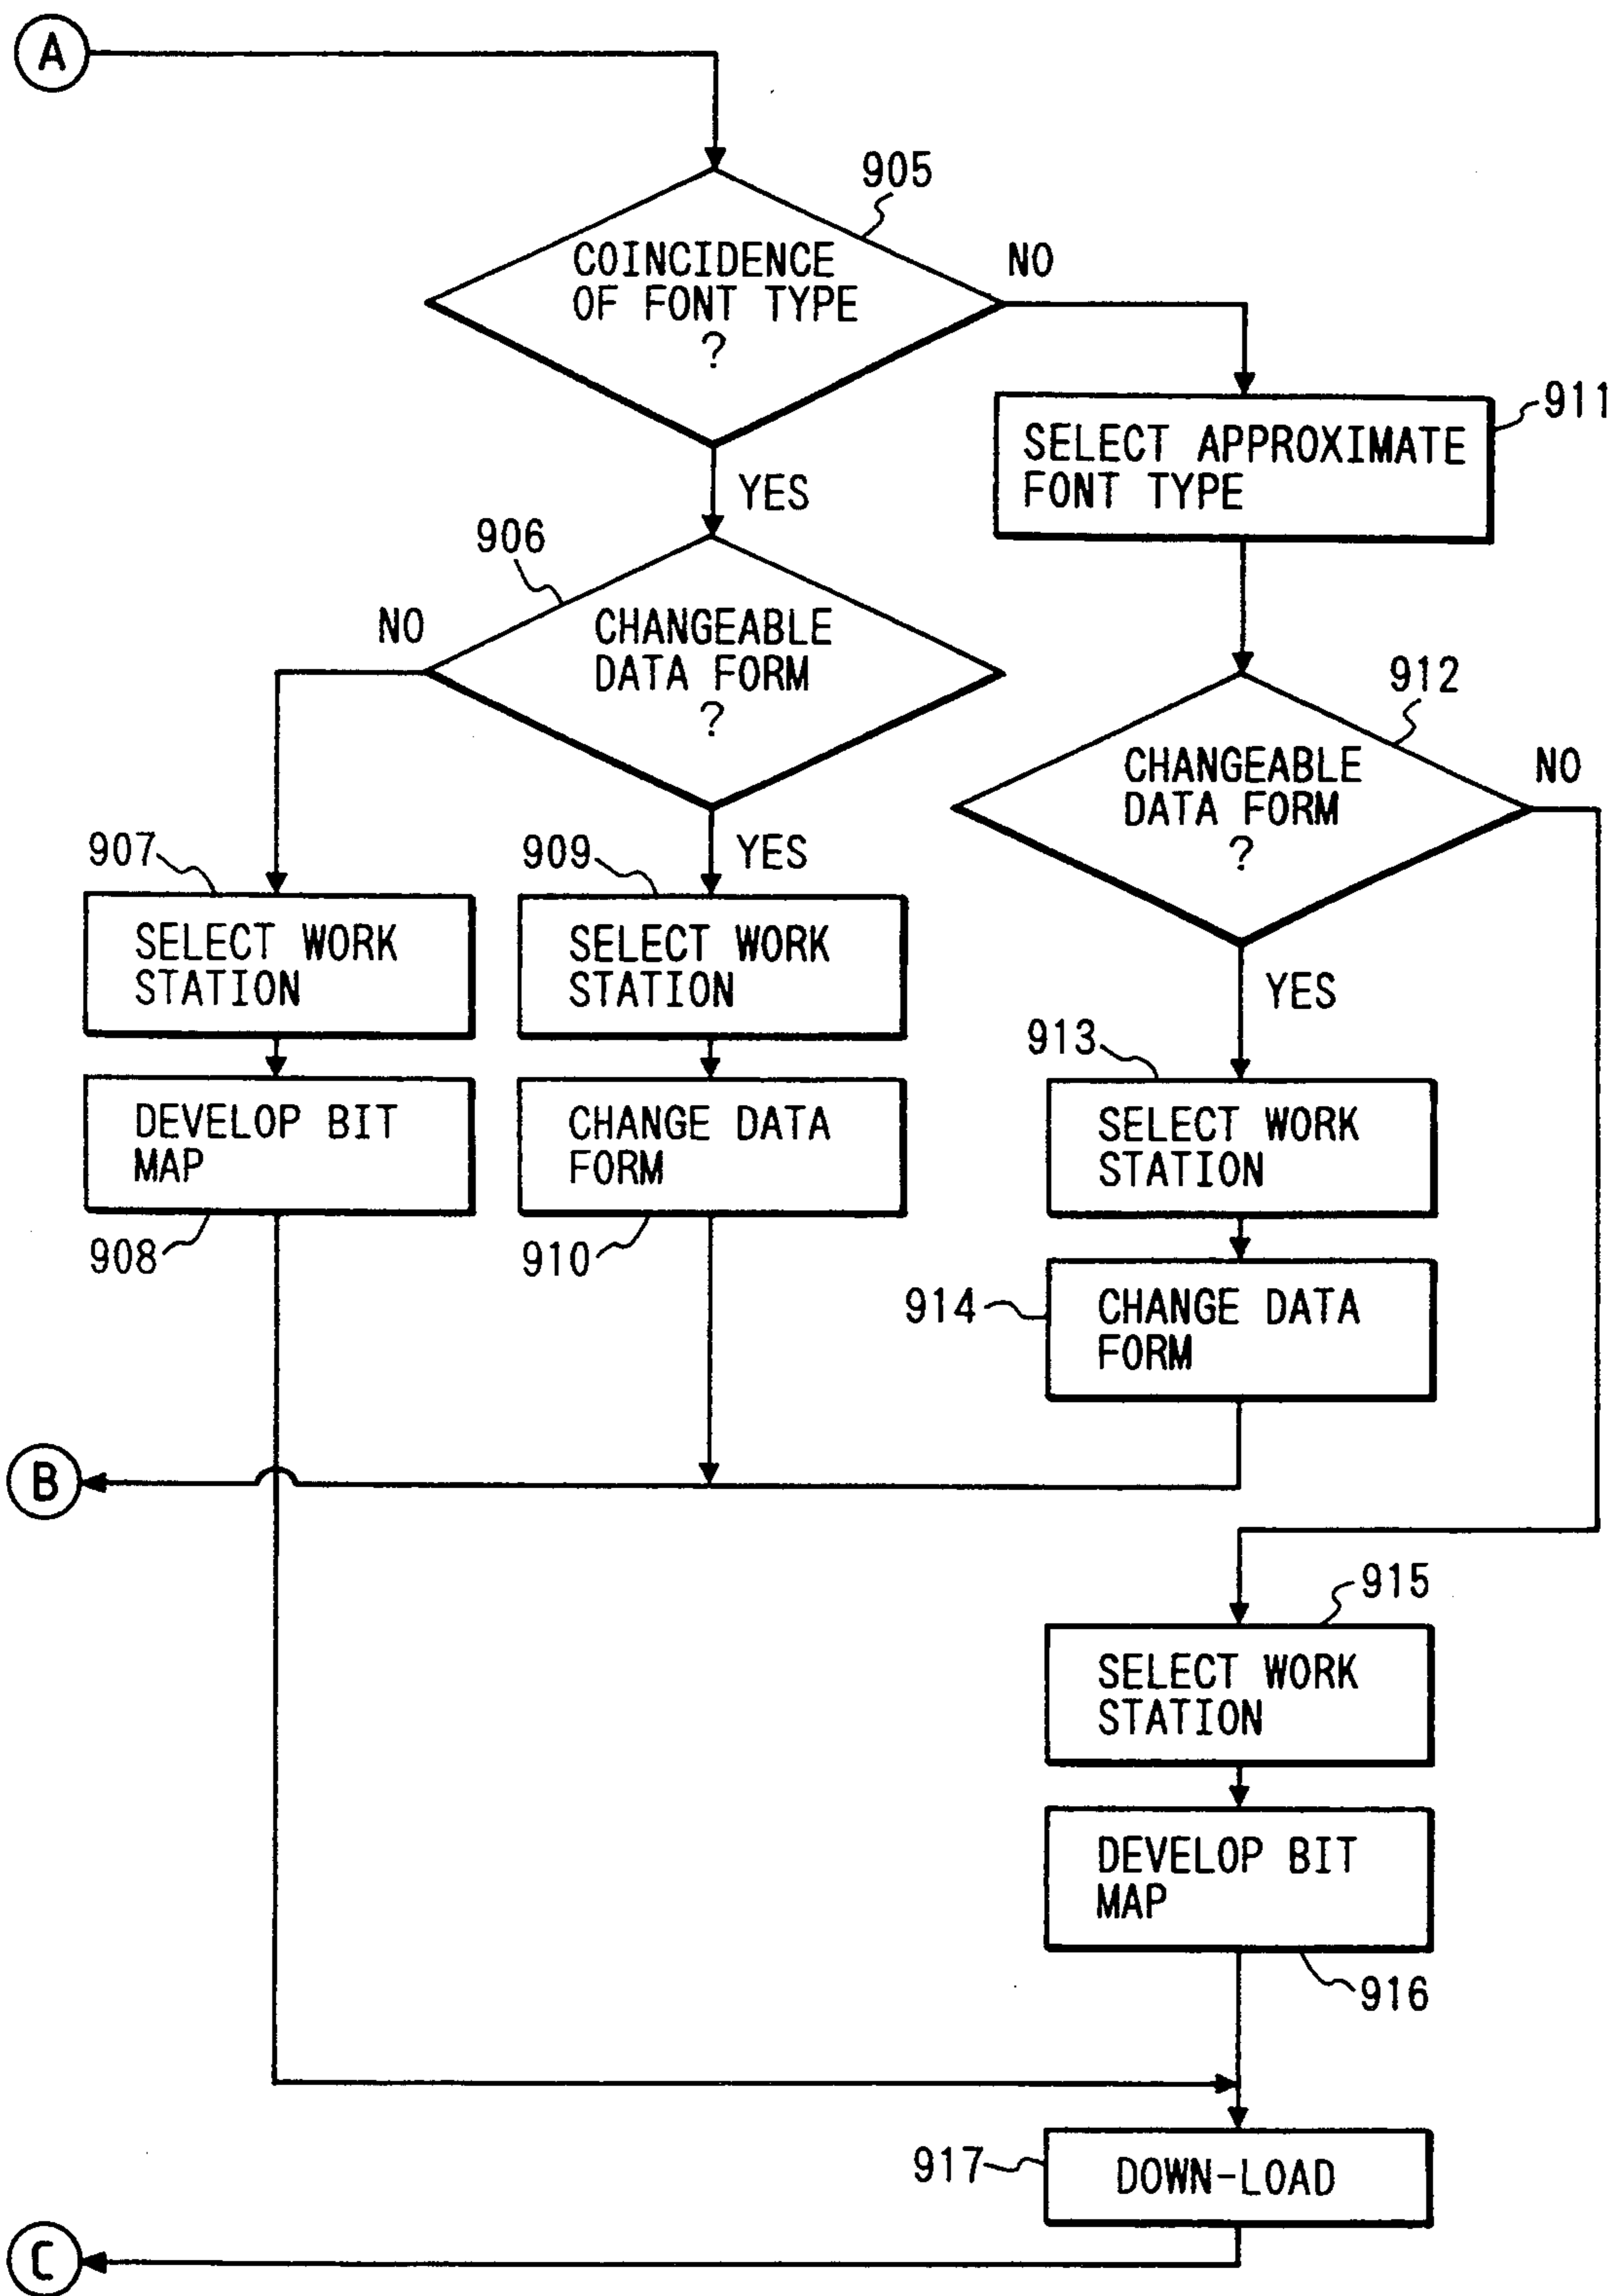 A
905
COINCIDENCE
OF FONT TYPE
?
NO
911
SELECT APPROXIMATE
FONT TYPE
YES
906
NO
CHANGEABLE
DATA FORM
?
912
CHANGEABLE
DATA FORM
?
NO
907
909
YES
SELECT WORK
STATION
SELECT WORK
STATION
YES
913
DEVELOP BIT
MAP
CHANGE DATA
FORM
SELECT WORK
STATION
908
910
914
CHANGE DATA
FORM
B
915
SELECT WORK
STATION
DEVELOP BIT
MAP
916
917
DOWN-LOAD
C